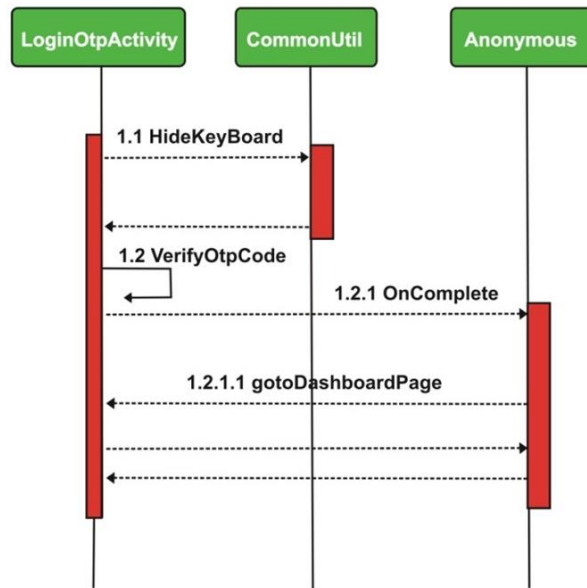 LoginOtpActivity
CommonUtil
Anonymous
1.1 HideKeyBoard
1.2 VerifyOtpCode
1.2.1 OnComplete
1.2.1.1 gotoDashboardPage